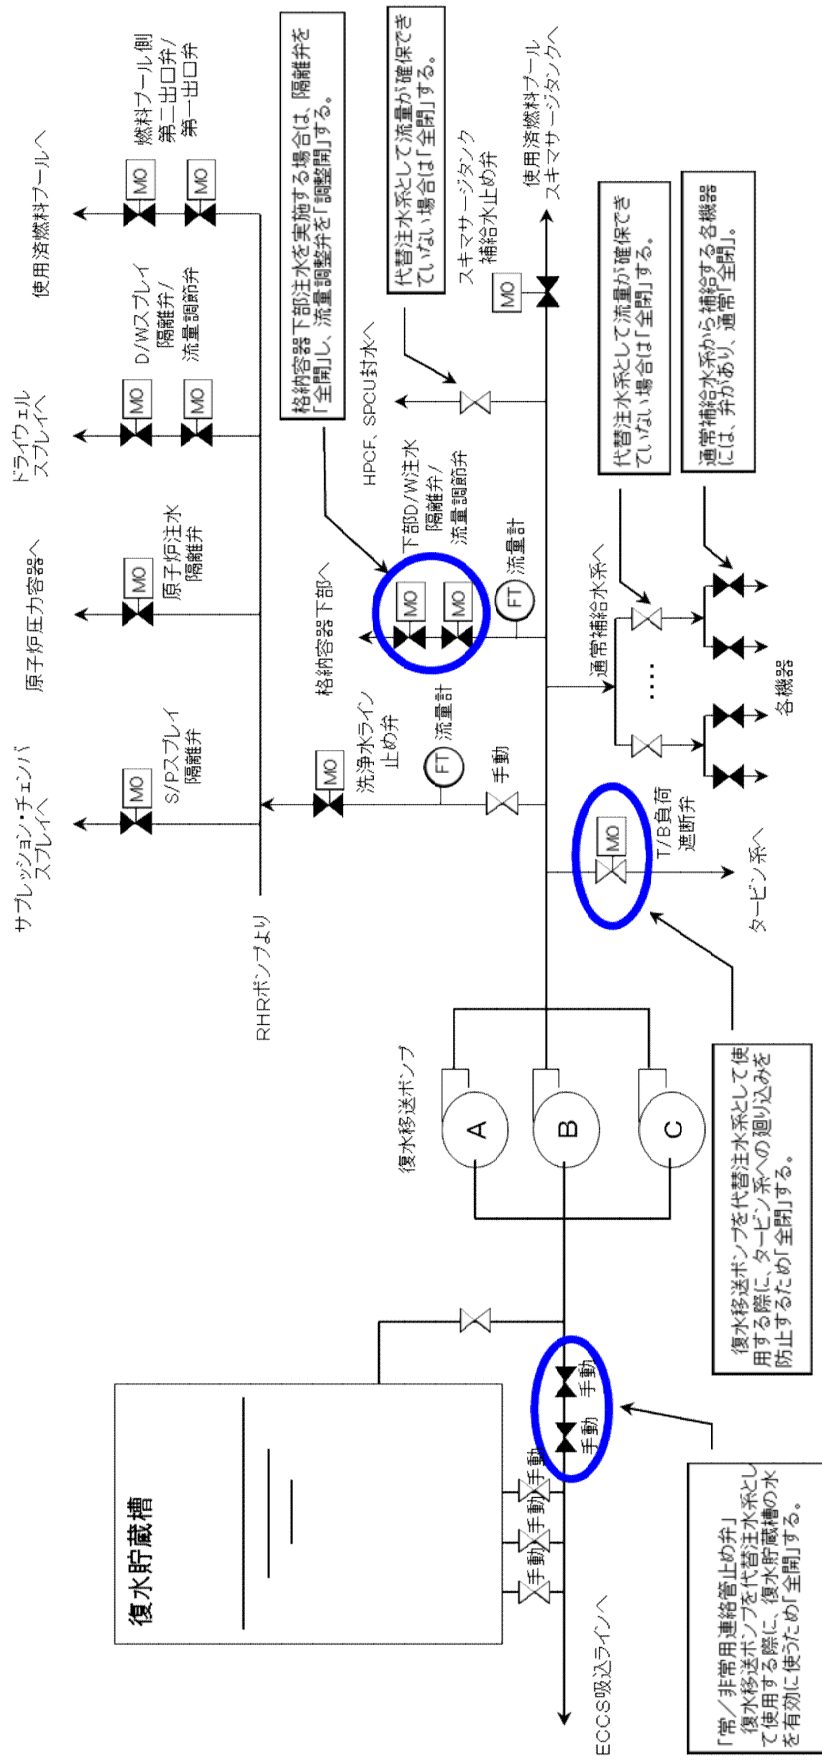 復水貯蔵槽
手動
手動
手動
手動
手動
ECCS吸込ラインへ
「常/非常用連絡管止め弁」
復水移送ポンプを代替注水系とし
て使用する際に、復水貯蔵槽の水
を有効に使うため「全開」する。
復水移送ポンプ
A
B
C
復水移送ポンプを代替注水系として使
用する際に、タービン系への廻り込みを
防止するため「全閉」する。
RHRポンプより
サプレッション・チェンバ
スプレイへ
MO
S/Pスプレイ
隔離弁
原子炉圧力容器へ
MO
原子炉注水
隔離弁
ドライウェル
スプレイへ
MO
MO
D/Wスプレイ
隔離弁/
流量調節弁
使用済燃料プールへ
MO
MO
燃料プール側
第二出口弁/
第一出口弁
MO
洗浄水ライン
止め弁
FT
流量計
手動
格納容器下部へ
MO
MO
下部D/W注水
隔離弁/
流量調節弁
FT
流量計
格納容器下部注水を実施する場合は、隔離弁を
「全開」し、流量調整弁を「調整開」する。
HPCF、SPCU封水へ
代替注水系として流量が確保でき
ていない場合は「全閉」する。
MO
スキマサージタンク
補給水止め弁
使用済燃料プール
スキマサージタンクへ
MO
T/B負荷
遮断弁
タービン系へ
通常補給水系へ
‥‥
各機器
代替注水系として流量が確保でき
ていない場合は「全閉」する。
通常補給水系から補給する各機器
には、弁があり、通常「全閉」。